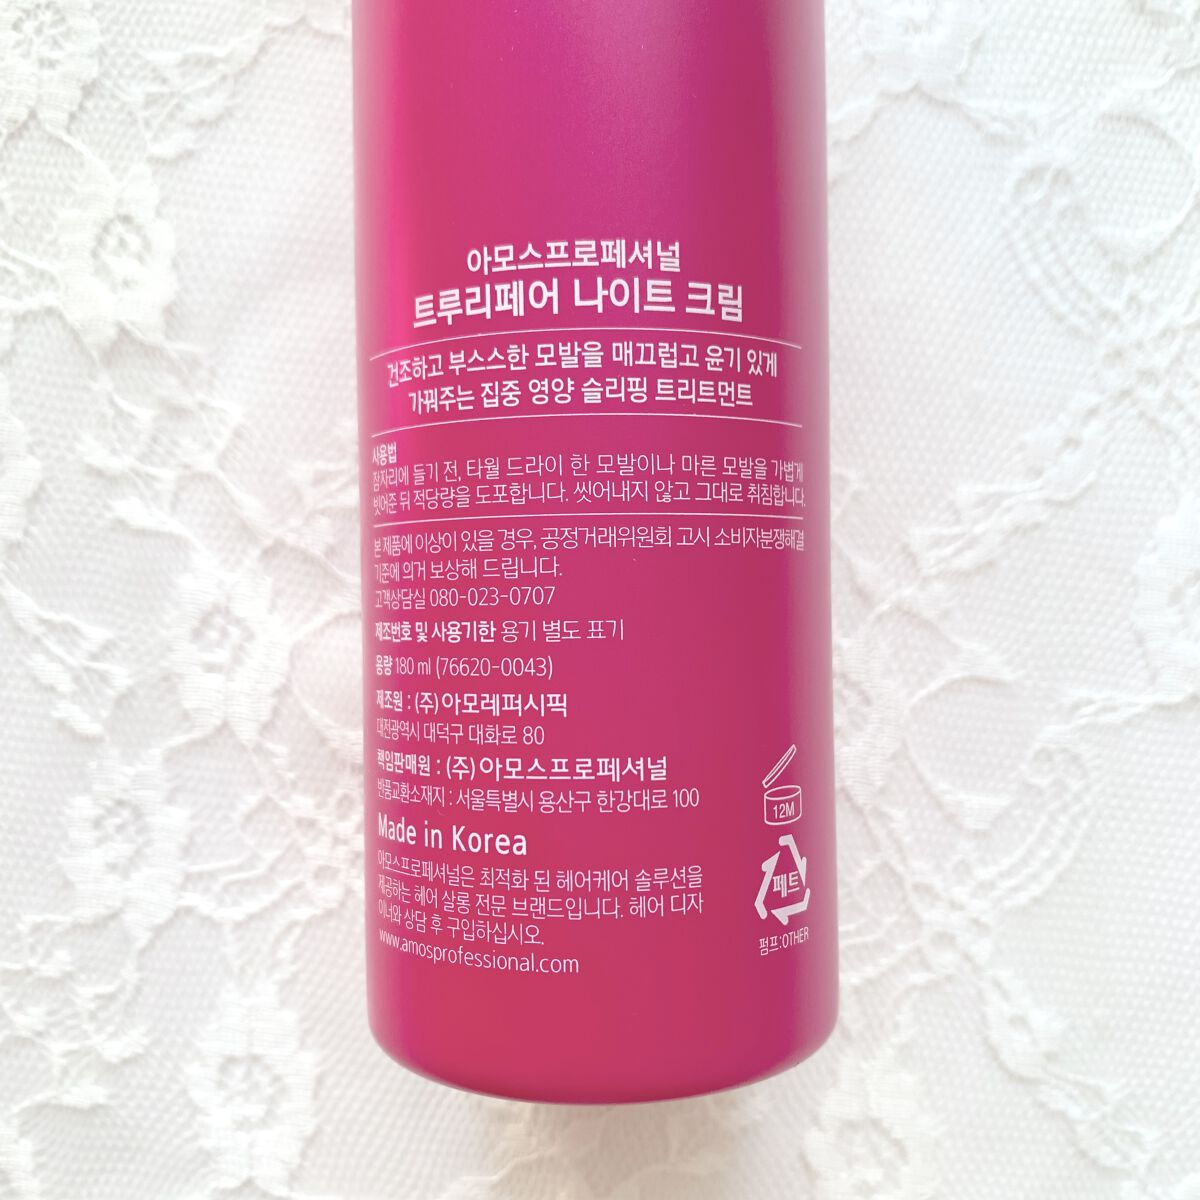 아모스프로페셔널
트루리페어 나이트 크림
건조하고 부스스한 모발을 매끄럽고 윤기 있게
가꿔주는 집중 영양 슬리핑 트리트먼트
사용법
잠자리에 들기 전, 타월 드라이 한 모발이나 마른 모발을 가볍게
빗어준 뒤 적당량을 도포합니다. 씻어내지 않고 그대로 취침합니다.
본 제품에 이상이 있을 경우, 공정거래위원회 고시 소비자분쟁해결
기준에 의거 보상해 드립니다.
고객상담실 080-023-0707
제조번호 및 사용기한 용기 별도 표기
용량 180 ml (76620-0043)
제조원 : (주)아모레퍼시픽
대전광역시 대덕구 대화로 80
책임판매원 : (주)아모스프로페셔널
반품교환소재지 : 서울특별시 용산구 한강대로 100
Made in Korea
아모스프로페셔널은 최적화 된 헤어케어 솔루션을
제공하는 헤어 살롱 전문 브랜드입니다. 헤어 디자
이너와 상담 후 구입하십시오.
www.amosprofessional.com
12M
페트
펌프:OTHER